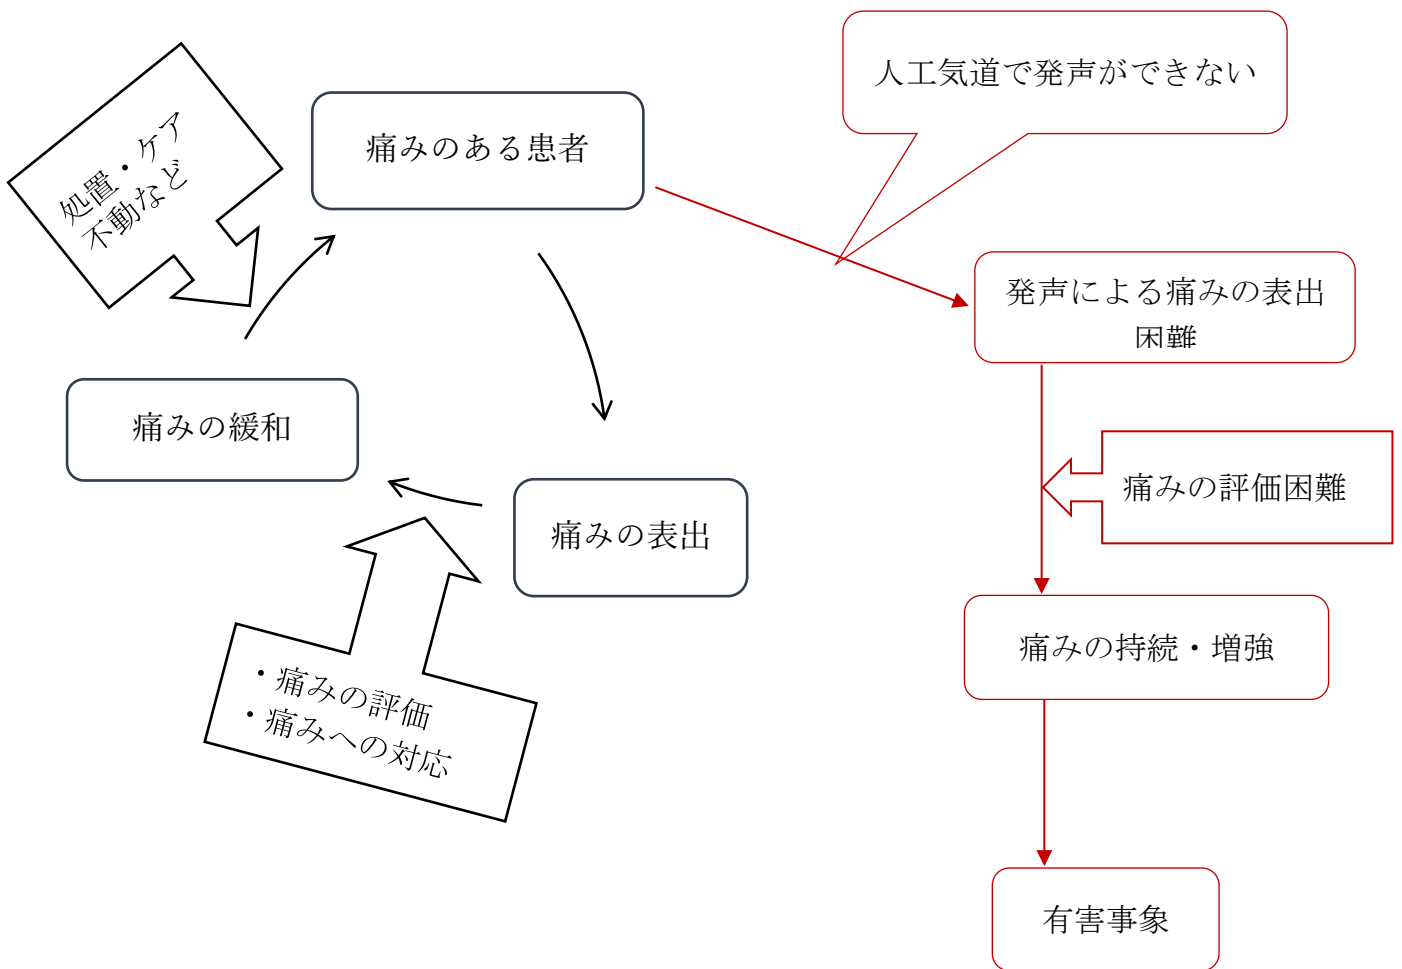 人工気道で発声ができない
痛みのある患者
処置・ケア
不動など
発声による痛みの表出
困難
痛みの緩和
痛みの評価困難
痛みの表出
痛みの持続・増強
・痛みの評価
・痛みへの対応
有害事象